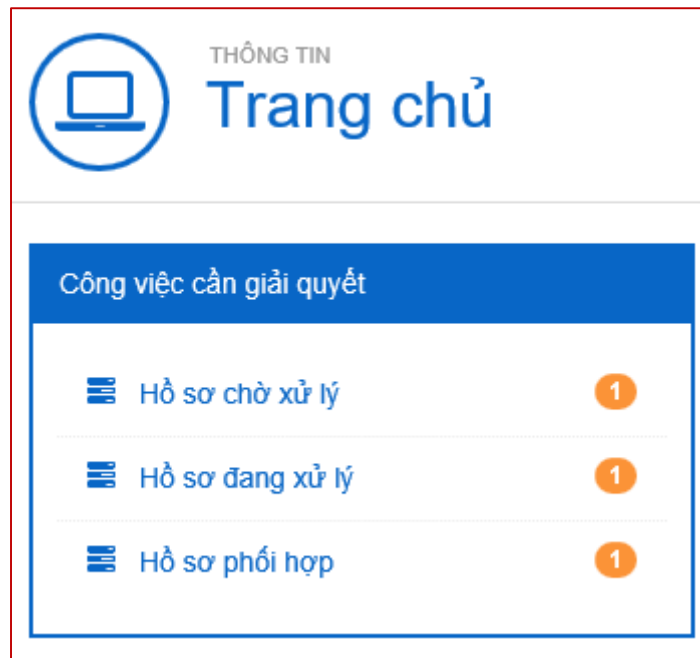 THÔNG TIN
Trang chủ
Công việc cần giải quyết
Hồ sơ chờ xử lý 1
Hồ sơ đang xử lý 1
Hồ sơ phối hợp 1